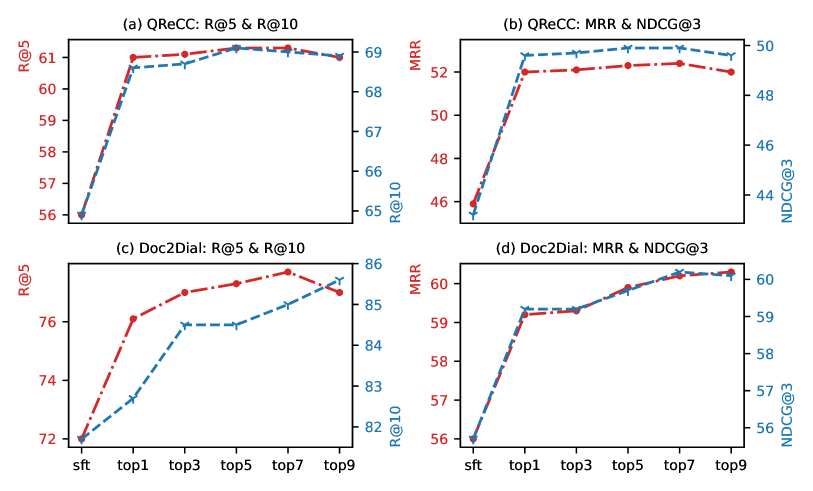 (a) QReCC: R@5 & R@10
R@5
61
60
59
58
57
56
69
68
67
66
65
R@10
(b) QReCC: MRR & NDCG@3
MRR
52
50
48
46
50
48
46
44
NDCG@3
(c) Doc2Dial: R@5 & R@10
R@5
76
74
72
86
85
84
83
82
R@10
sft top1 top3 top5 top7 top9
(d) Doc2Dial: MRR & NDCG@3
MRR
60
59
58
57
56
60
59
58
57
56
NDCG@3
sft top1 top3 top5 top7 top9